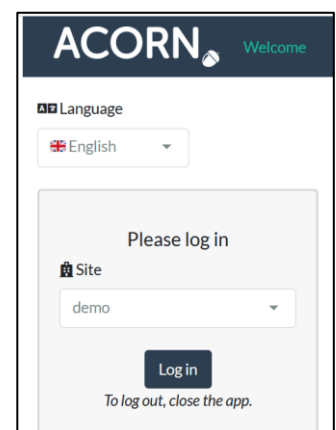 ACORN Welcome
Language
English
Please log in
Site
demo
Log in
To log out, close the app.